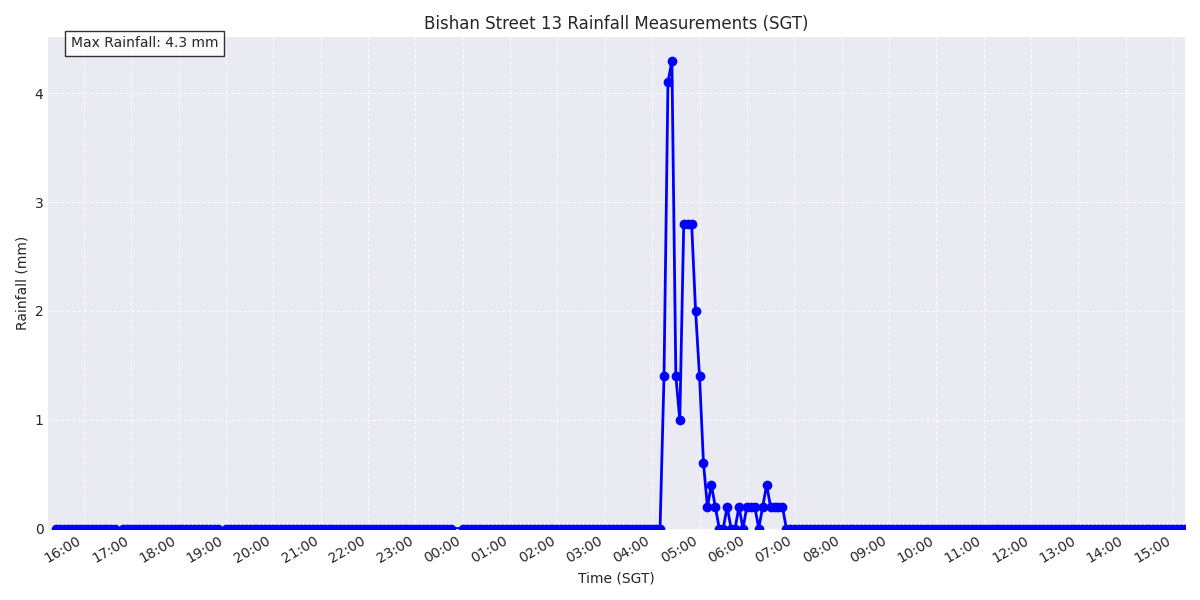 Bishan Street 13 Rainfall Measurements (SGT)
Max Rainfall: 4.3 mm
Rainfall (mm)
4
3
2
1
0
16:00 17:00 18:00 19:00 20:00 21:00 22:00 23:00 00:00 01:00 02:00 03:00 04:00 05:00 06:00 07:00 08:00 09:00 10:00 11:00 12:00 13:00 14:00 15:00
Time (SGT)